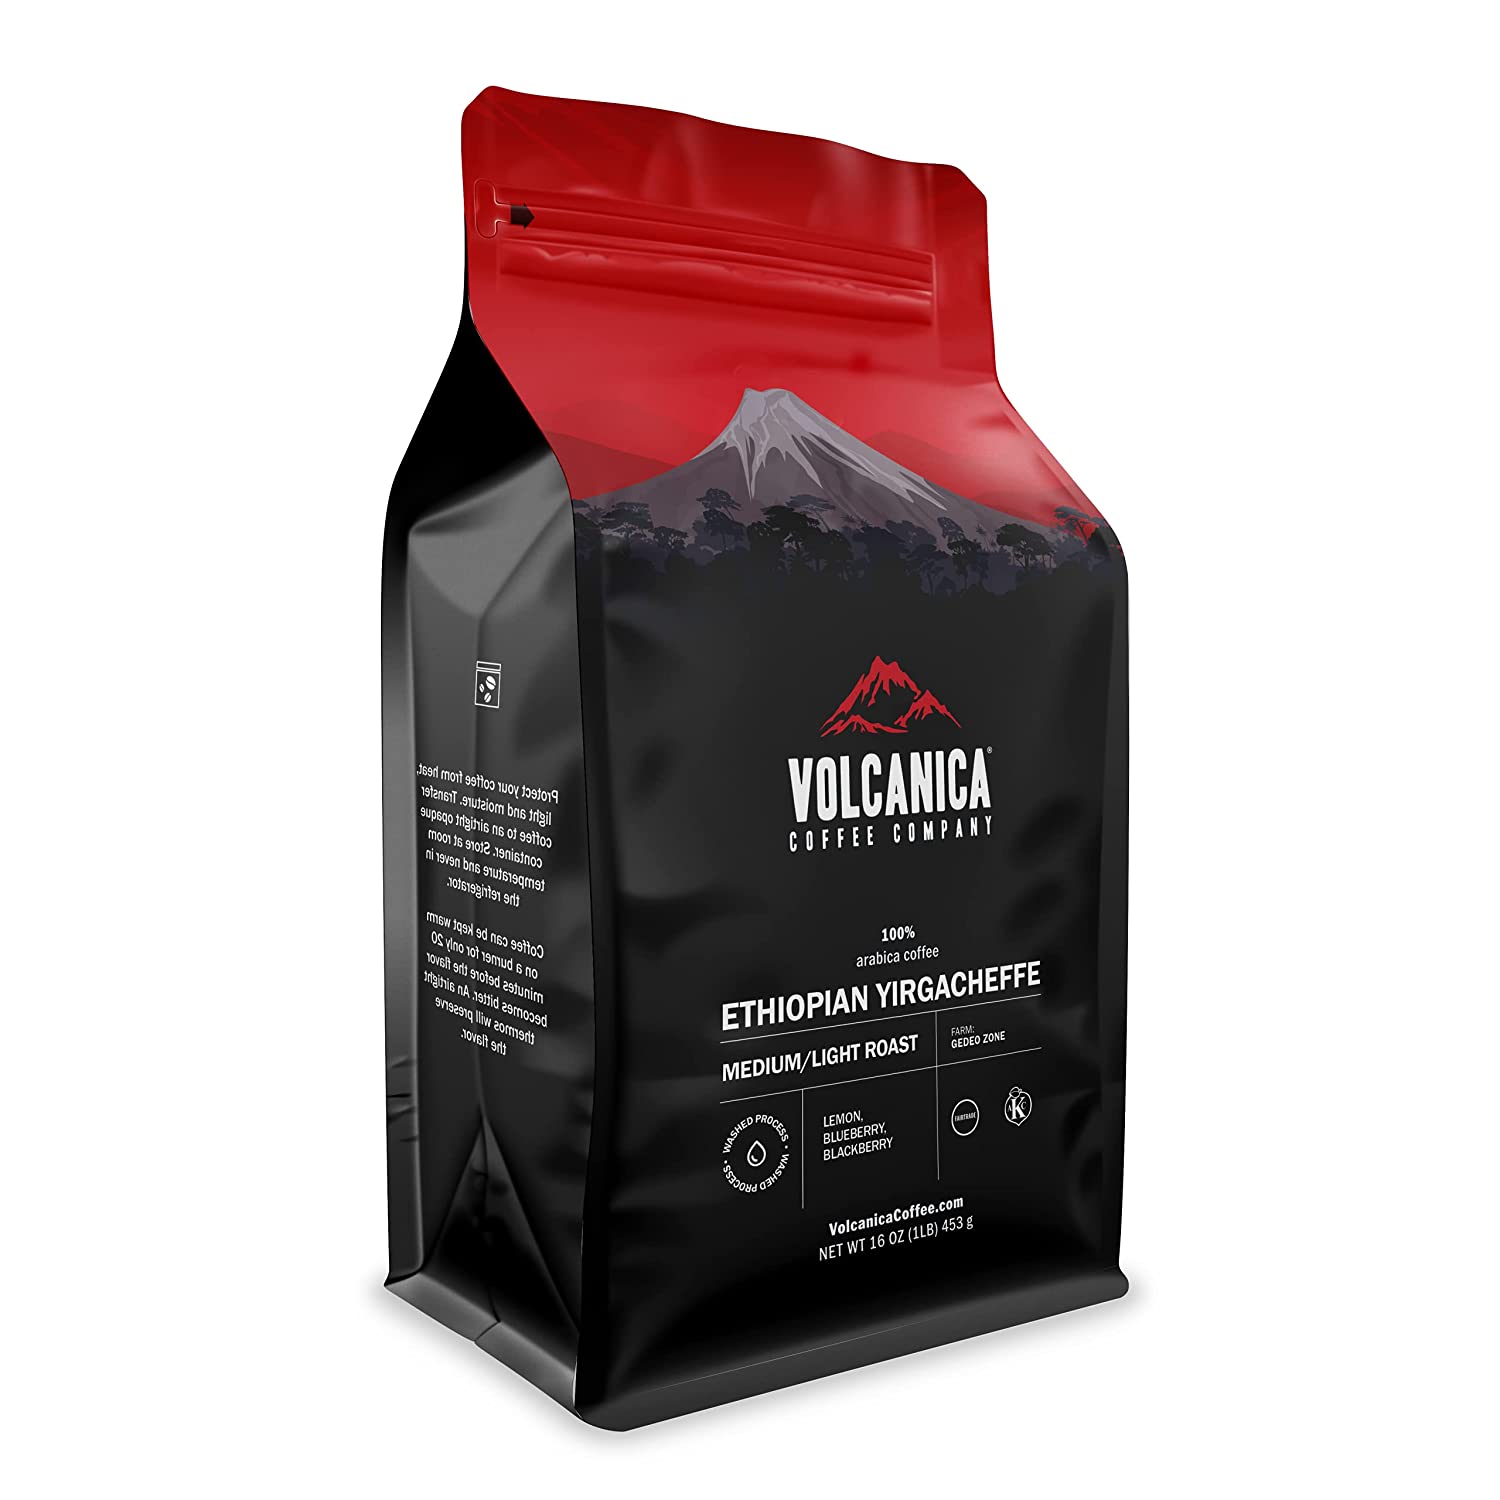 VOLCANICA®
COFFEE COMPANY
100%
arabica coffee
ETHIOPIAN YIRGACHEFFE
MEDIUM/LIGHT ROAST
FARM:
GEDEO ZONE
WASHED PROCESS • WASHED PROCESS •
LEMON,
BLUEBERRY,
BLACKBERRY
FAIRTRADE
AKC
VolcanicaCoffee.com
NET WT 16 OZ (1LB) 453 g
Protect your coffee from heat,
light and moisture. Transfer
coffee to an airtight opaque
container. Store at room
temperature and never in
the refrigerator.
Coffee can be kept warm
on a burner for only 20
minutes before the flavor
becomes bitter. An airtight
thermos will preserve
the flavor.